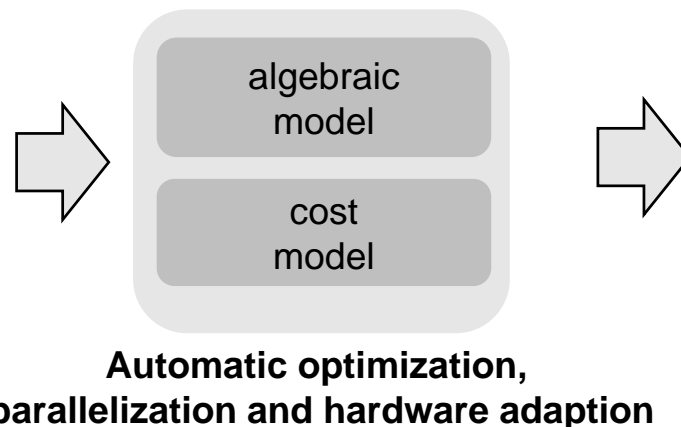 algebraic
model
cost
model
Automatic optimization,
parallelization and hardware adaption